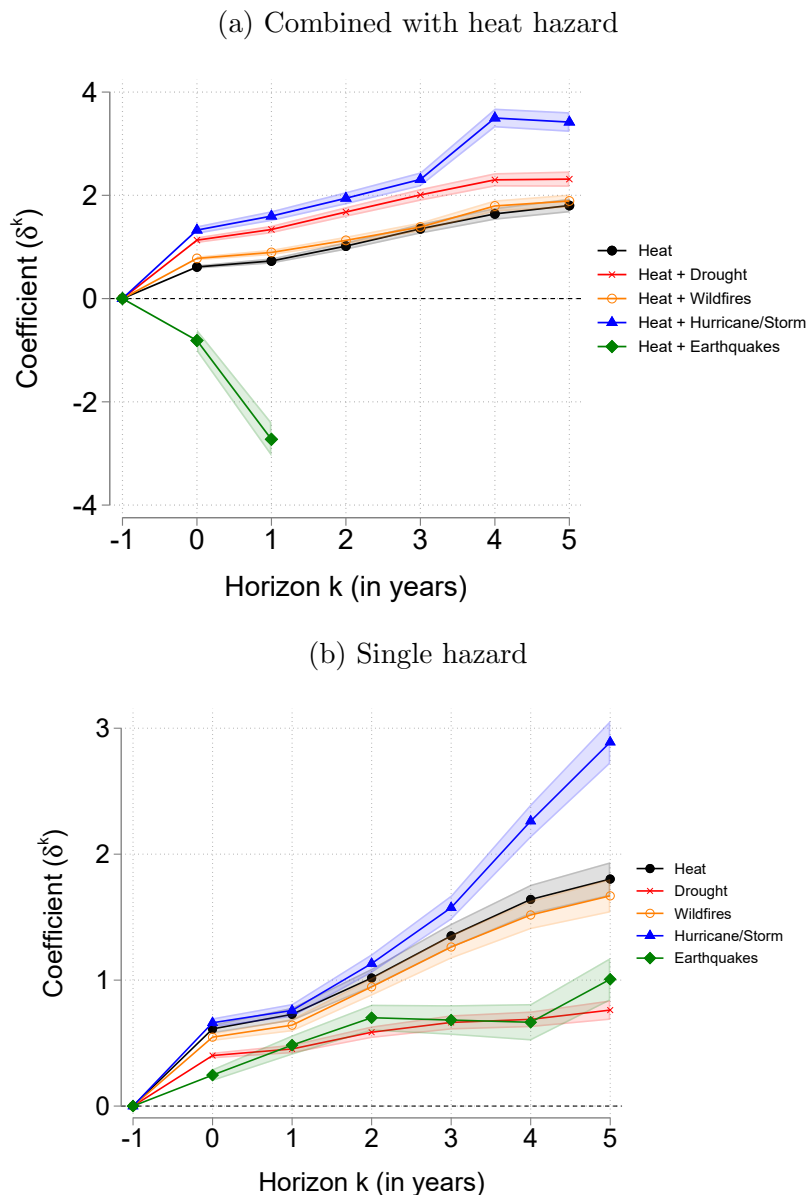 (a) Combined with heat hazard
4
2
0
-2
-4
Coefficient (δᵏ)
-1 0 1 2 3 4 5
Horizon k (in years)
Heat
Heat + Drought
Heat + Wildfires
Heat + Hurricane/Storm
Heat + Earthquakes
(b) Single hazard
3
2
1
0
Coefficient (δᵏ)
-1 0 1 2 3 4 5
Horizon k (in years)
Heat
Drought
Wildfires
Hurricane/Storm
Earthquakes